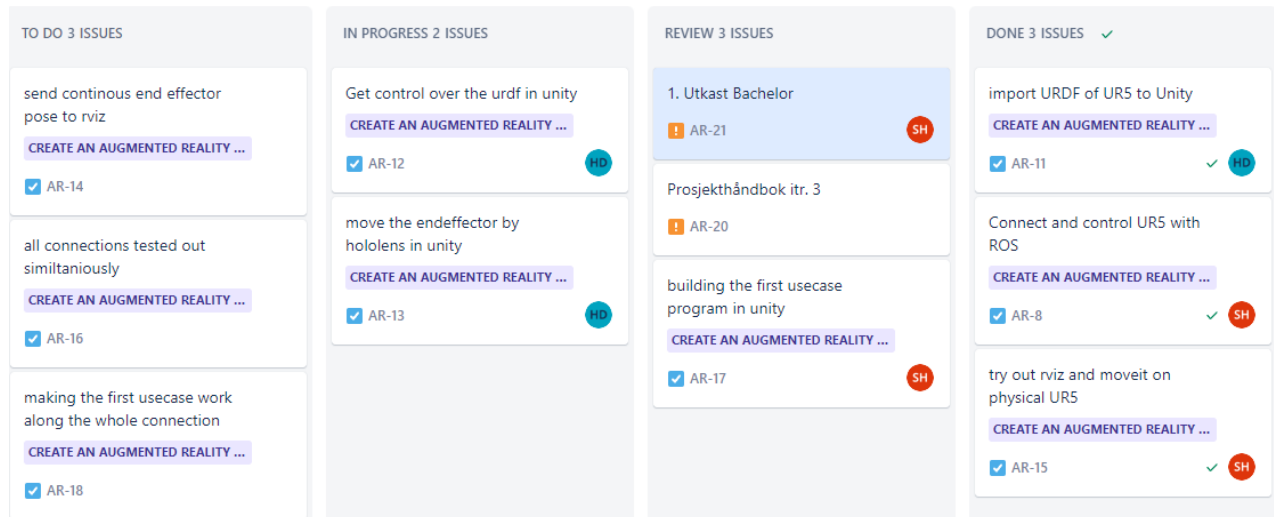 TO DO 3 ISSUES
send continous end effector
pose to rviz
CREATE AN AUGMENTED REALITY ...
AR-14
all connections tested out
similtaniously
CREATE AN AUGMENTED REALITY ...
AR-16
making the first usecase work
along the whole connection
CREATE AN AUGMENTED REALITY ...
AR-18
IN PROGRESS 2 ISSUES
Get control over the urdf in unity
CREATE AN AUGMENTED REALITY ...
AR-12
HD
move the endeffector by
hololens in unity
CREATE AN AUGMENTED REALITY ...
AR-13
HD
REVIEW 3 ISSUES
1. Utkast Bachelor
AR-21
SH
Prosjekthåndbok itr. 3
AR-20
building the first usecase
program in unity
CREATE AN AUGMENTED REALITY ...
AR-17
SH
DONE 3 ISSUES
import URDF of UR5 to Unity
CREATE AN AUGMENTED REALITY ...
AR-11
HD
Connect and control UR5 with
ROS
CREATE AN AUGMENTED REALITY ...
AR-8
SH
try out rviz and moveit on
physical UR5
CREATE AN AUGMENTED REALITY ...
AR-15
SH